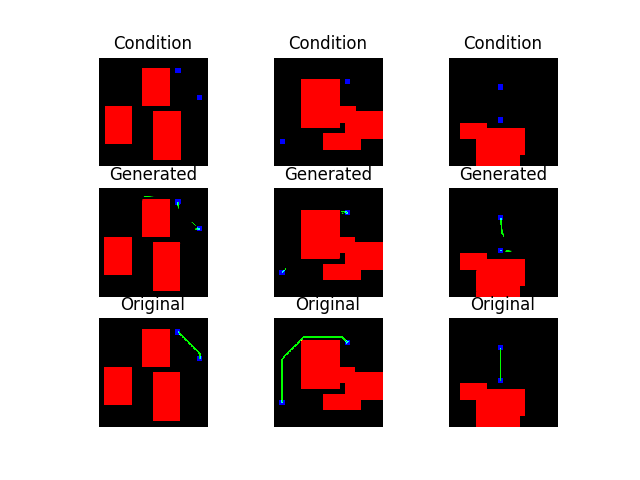 Condition Condition Condition
Generated Generated Generated
Original Original Original